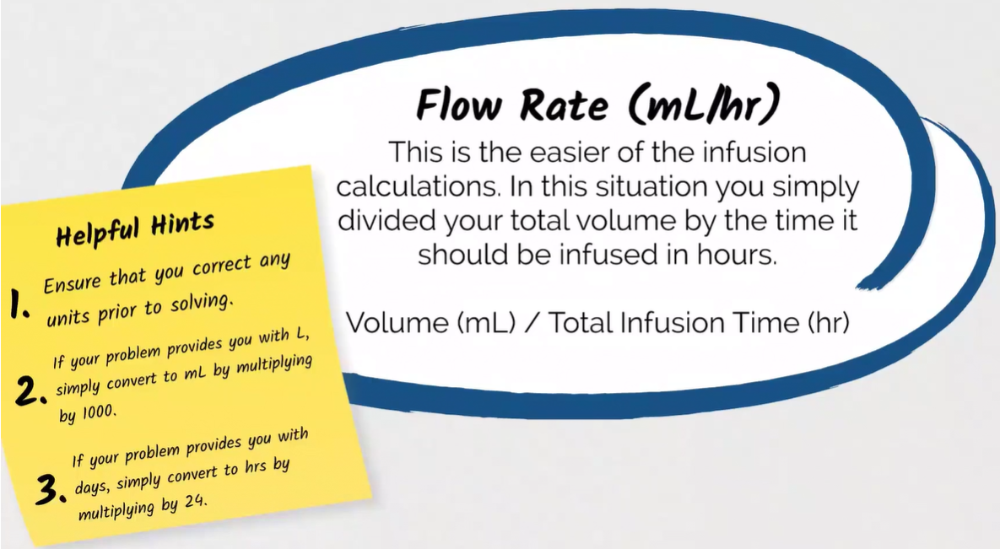 Flow Rate (mL/hr)
This is the easier of the infusion
calculations. In this situation you simply
divided your total volume by the time it
should be infused in hours.
Volume (mL) / Total Infusion Time (hr)
Helpful Hints
1. Ensure that you correct any
units prior to solving.
2. If your problem provides you with L,
simply convert to mL by multiplying
by 1000.
3. If your problem provides you with
days, simply convert to hrs by
multiplying by 24.